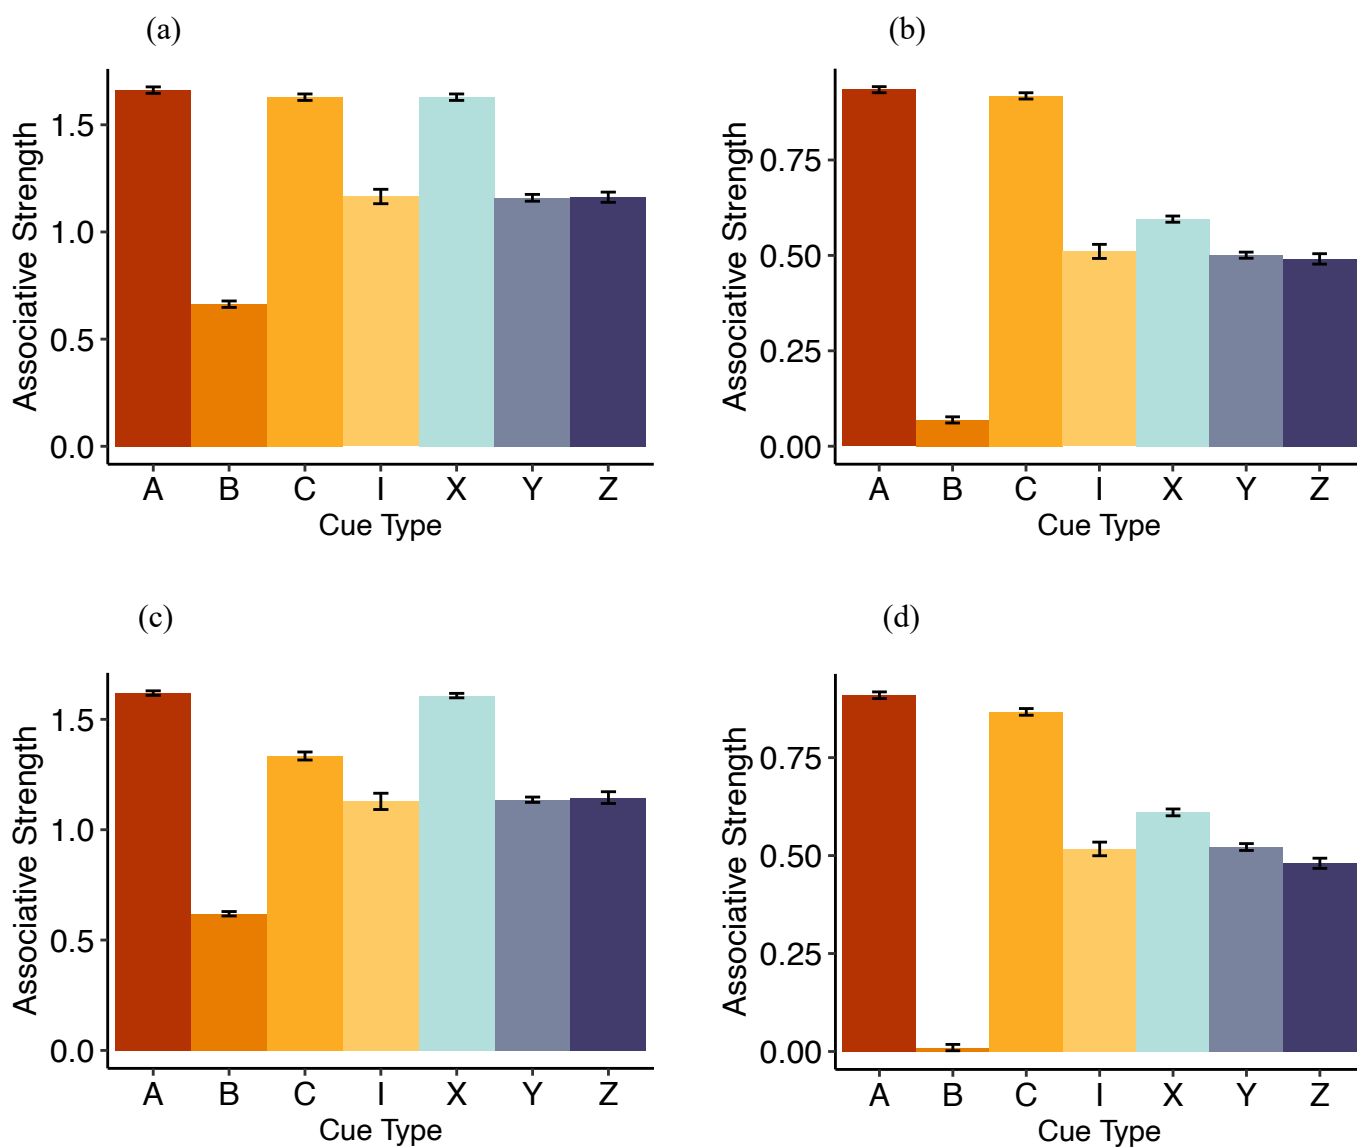 (a)
Associative Strength
1.5
1.0
0.5
0.0
A B C I X Y Z
Cue Type
(b)
Associative Strength
0.75
0.50
0.25
0.00
A B C I X Y Z
Cue Type
(c)
Associative Strength
1.5
1.0
0.5
0.0
A B C I X Y Z
Cue Type
(d)
Associative Strength
0.75
0.50
0.25
0.00
A B C I X Y Z
Cue Type